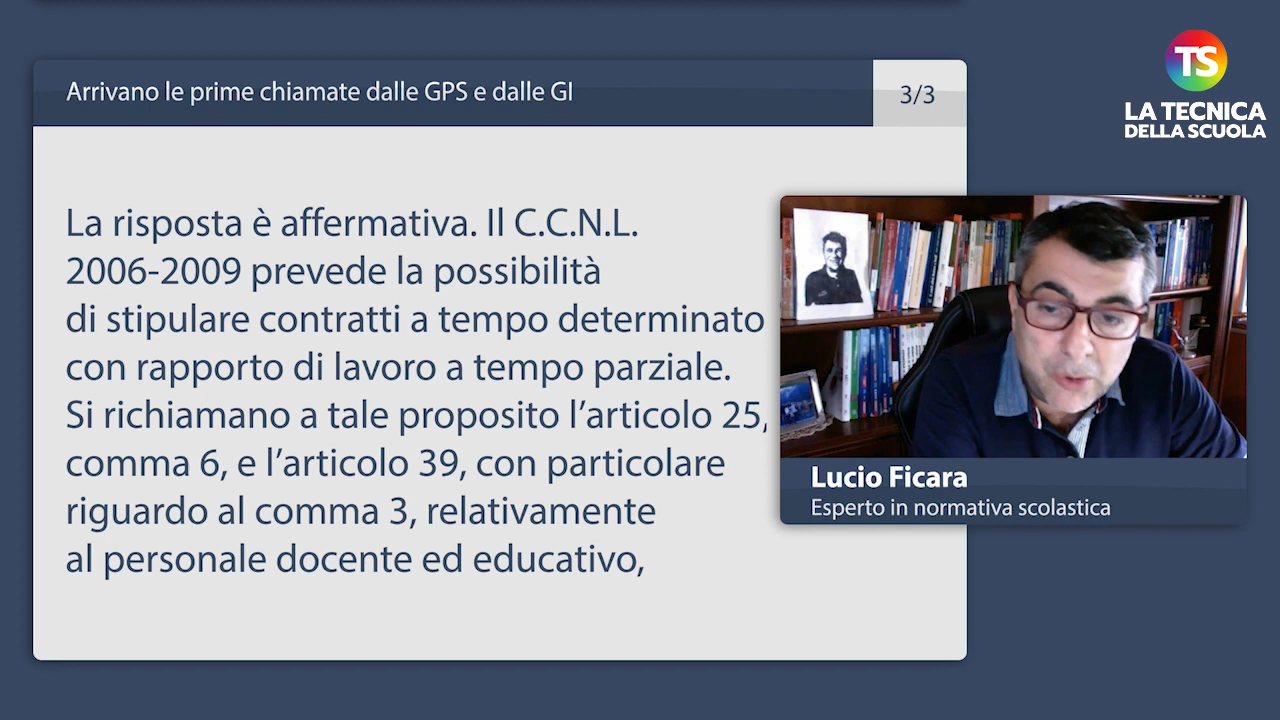 Arrivano le prime chiamate dalle GPS e dalle GI
3/3
TS
LA TECNICA
DELLA SCUOLA
La risposta è affermativa. Il C.C.N.L.
2006-2009 prevede la possibilità
di stipulare contratti a tempo determinato
con rapporto di lavoro a tempo parziale.
Si richiamano a tale proposito l’articolo 25,
comma 6, e l’articolo 39, con particolare
riguardo al comma 3, relativamente
al personale docente ed educativo,
Lucio Ficara
Esperto in normativa scolastica